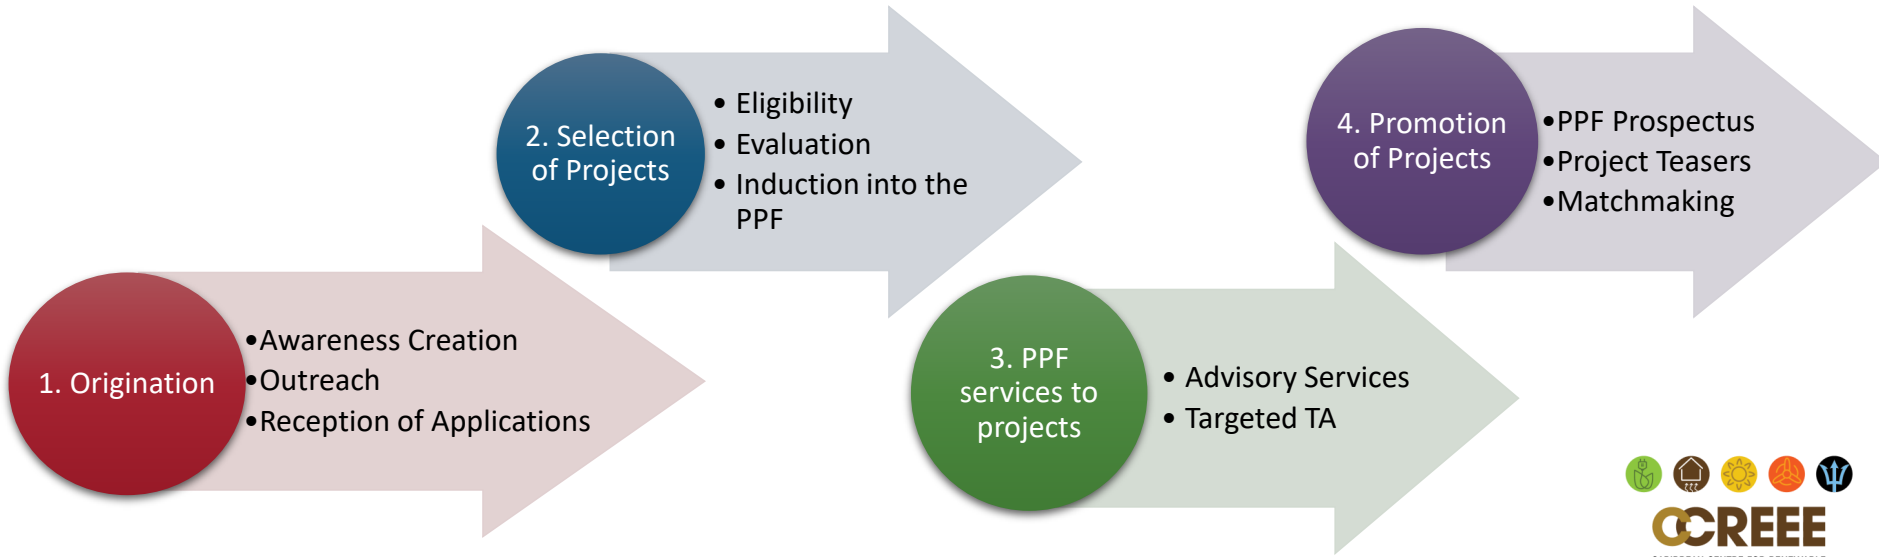 1. Origination
•Awareness Creation
•Outreach
•Reception of Applications
2. Selection
of Projects
• Eligibility
• Evaluation
• Induction into the
PPF
3. PPF
services to
projects
• Advisory Services
• Targeted TA
4. Promotion
of Projects
•PPF Prospectus
•Project Teasers
•Matchmaking
CCREEE